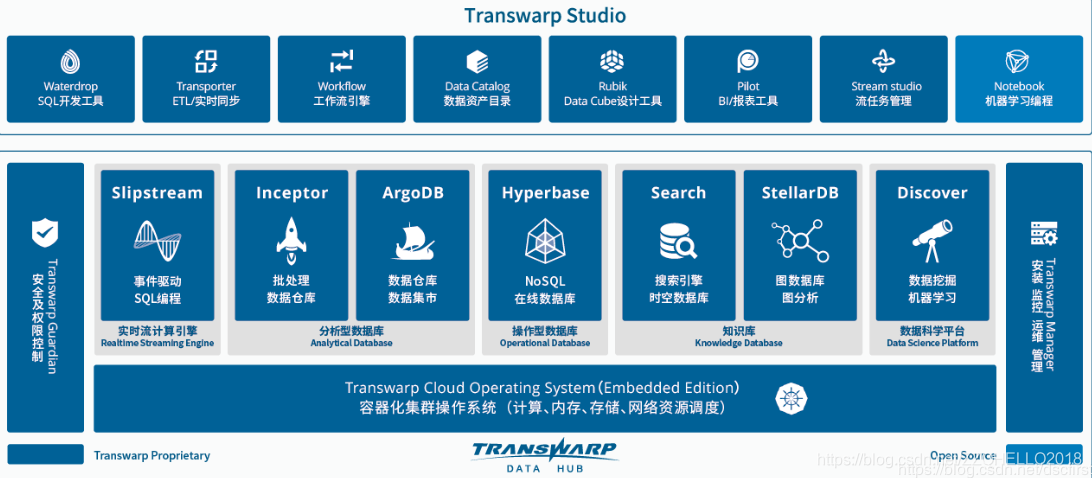 Transwarp Studio
Waterdrop
SQL开发工具
Transporter
ETL/实时同步
Workflow
工作流引擎
Data Catalog
数据资产目录
Rubik
Data Cube设计工具
Pilot
BI/报表工具
Stream studio
流任务管理
Notebook
机器学习编程
Transwarp Guardian
安全及权限控制
Slipstream
事件驱动
SQL编程
实时流计算引擎
Realtime Streaming Engine
Inceptor
批处理
数据仓库
ArgoDB
数据仓库
数据集市
分析型数据库
Analytical Database
Hyperbase
NoSQL
在线数据库
操作型数据库
Operational Database
Search
搜索引擎
时空数据库
StellarDB
图数据库
图分析
知识库
Knowledge Database
Discover
数据挖掘
机器学习
数据科学平台
Data Science Platform
Transwarp Manager
安装 监控 运维 管理
Transwarp Cloud Operating System（Embedded Edition）
容器化集群操作系统（计算、内存、存储、网络资源调度）
Transwarp Proprietary
TRANSWARP
DATA HUB
Open Source